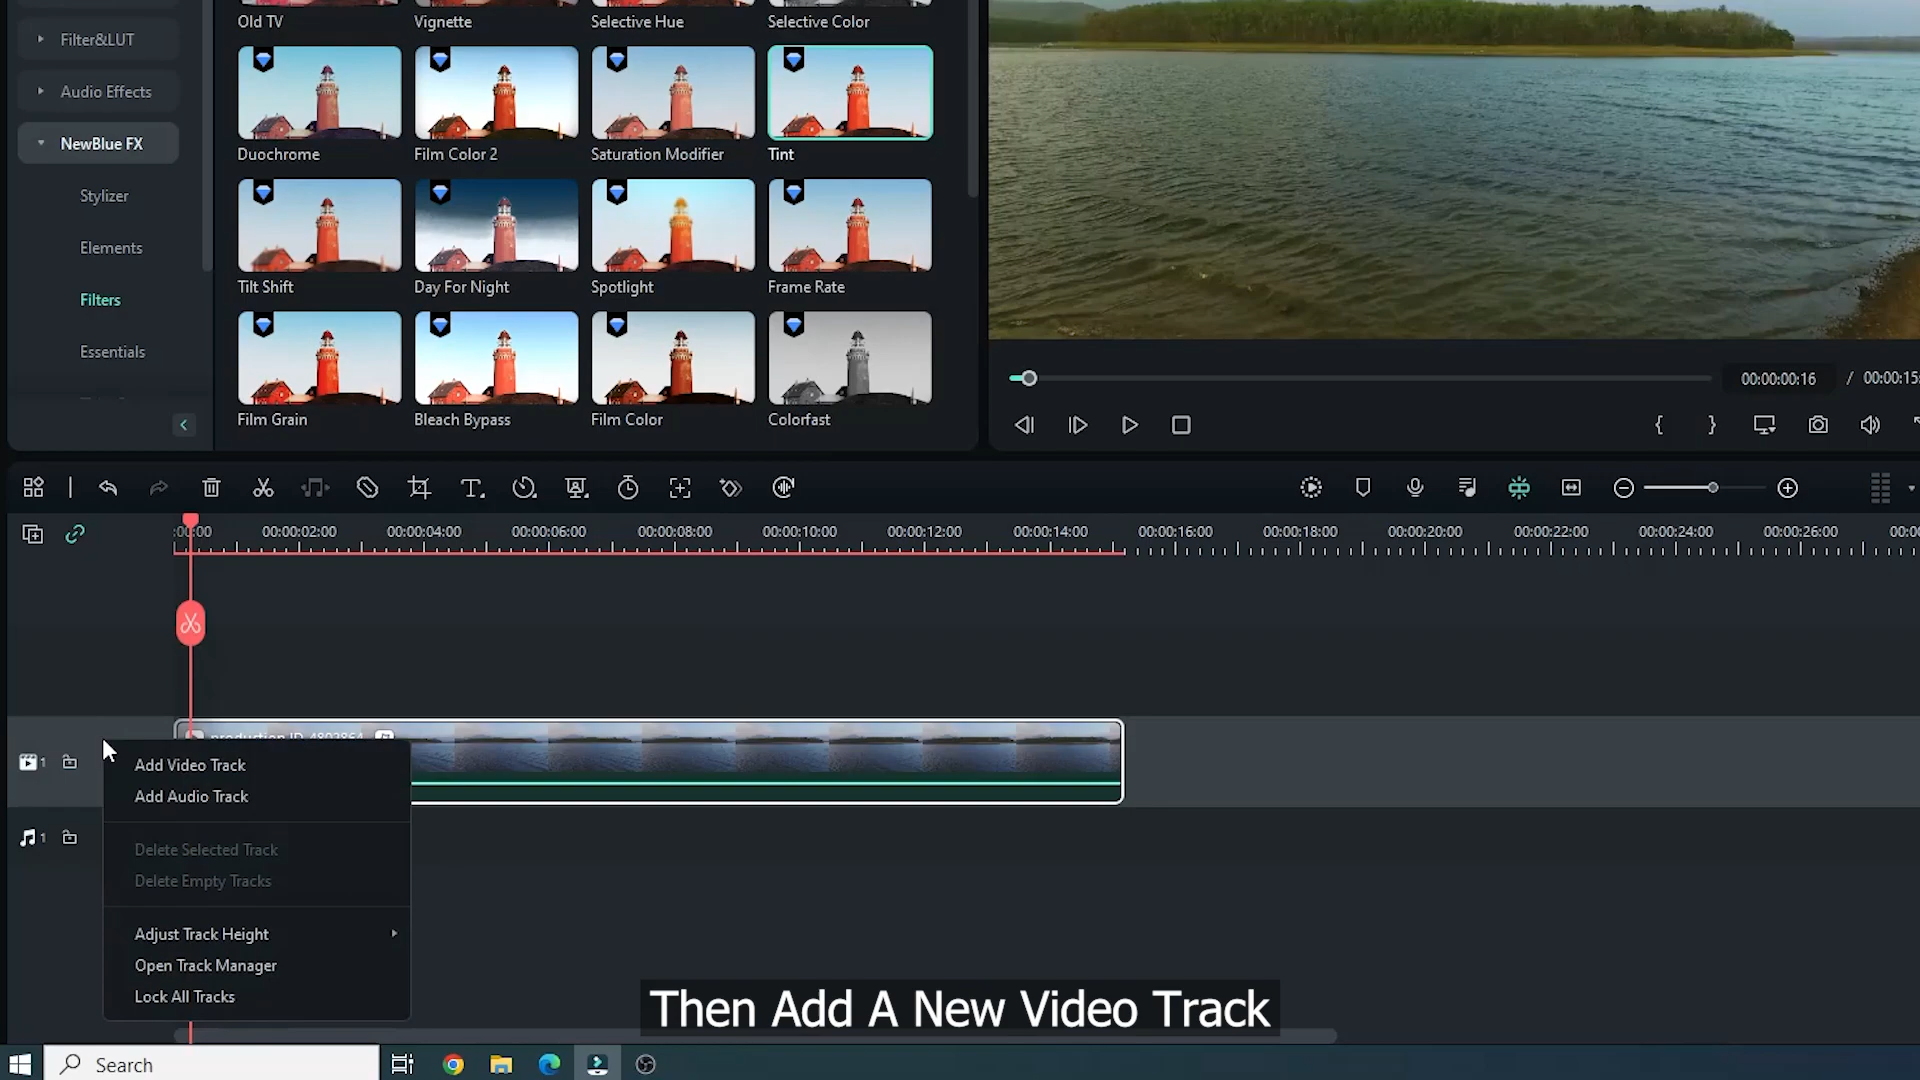 Old TV
Vignette
Selective Hue
Selective Color
Filter&LUT
Audio Effects
NewBlue FX
Stylizer
Elements
Filters
Essentials
Duochrome
Film Color 2
Saturation Modifier
Tint
Tilt Shift
Day For Night
Spotlight
Frame Rate
Film Grain
Bleach Bypass
Film Color
Colorfast
00:00:00:16 / 00:00:15:
:00:00 00:00:02:00 00:00:04:00 00:00:06:00 00:00:08:00 00:00:10:00 00:00:12:00 00:00:14:00 00:00:16:00 00:00:18:00 00:00:20:00 00:00:22:00 00:00:24:00 00:00:26:00 00:0
production ID_4803864
1
Add Video Track
Add Audio Track
1
Delete Selected Track
Delete Empty Tracks
Adjust Track Height
Open Track Manager
Lock All Tracks
Then Add A New Video Track
Search